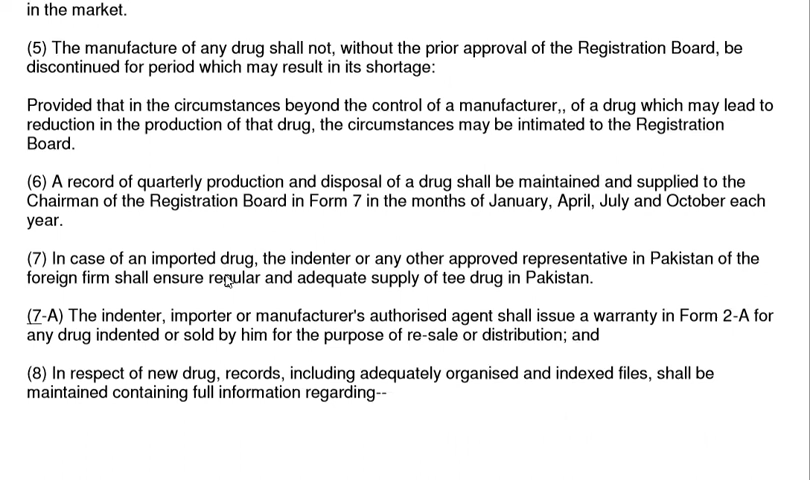 in the market.
(5) The manufacture of any drug shall not, without the prior approval of the Registration Board, be
discontinued for period which may result in its shortage:
Provided that in the circumstances beyond the control of a manufacturer,, of a drug which may lead to
reduction in the production of that drug, the circumstances may be intimated to the Registration
Board.
(6) A record of quarterly production and disposal of a drug shall be maintained and supplied to the
Chairman of the Registration Board in Form 7 in the months of January, April, July and October each
year.
(7) In case of an imported drug, the indenter or any other approved representative in Pakistan of the
foreign firm shall ensure regular and adequate supply of tee drug in Pakistan.
(7-A) The indenter, importer or manufacturer's authorised agent shall issue a warranty in Form 2-A for
any drug indented or sold by him for the purpose of re-sale or distribution; and
(8) In respect of new drug, records, including adequately organised and indexed files, shall be
maintained containing full information regarding--